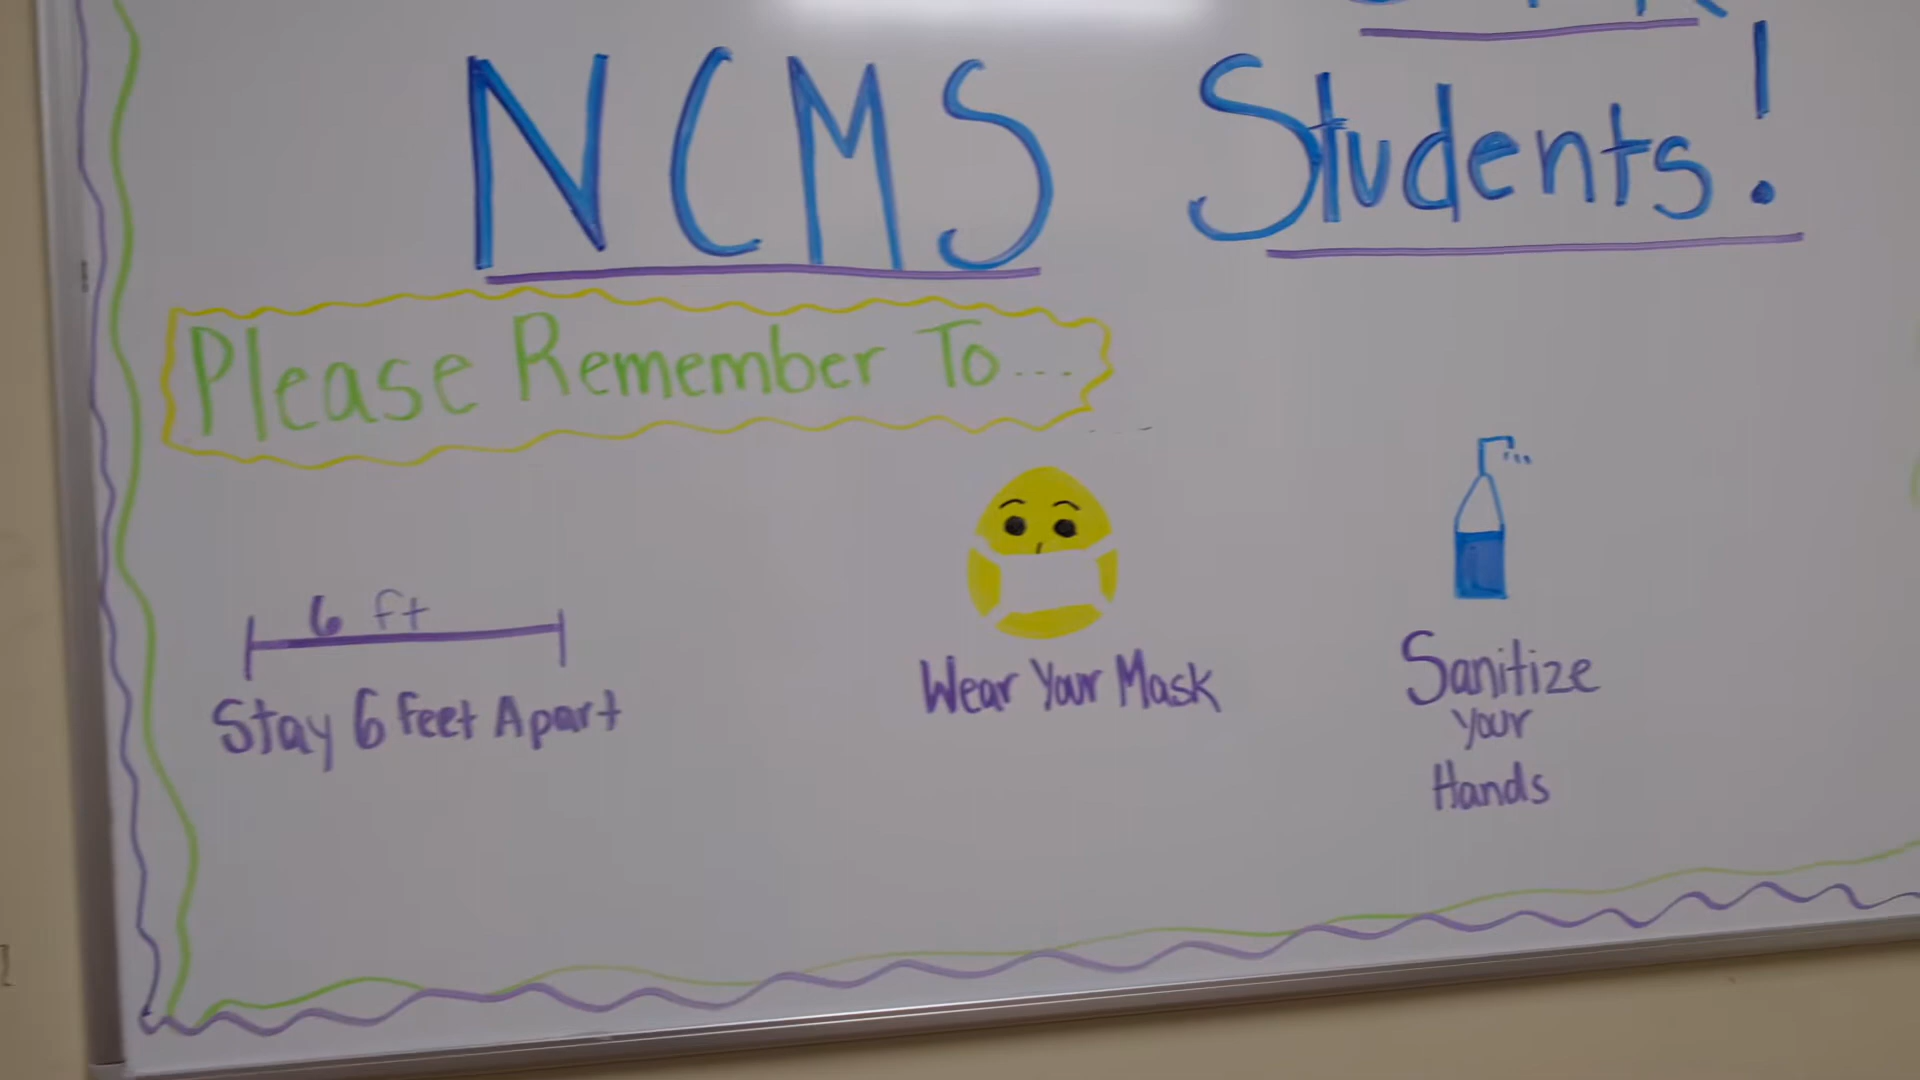 NCMS Students!
Please Remember To...
6 ft
Stay 6 Feet Apart
Wear Your Mask
Sanitize
your
Hands